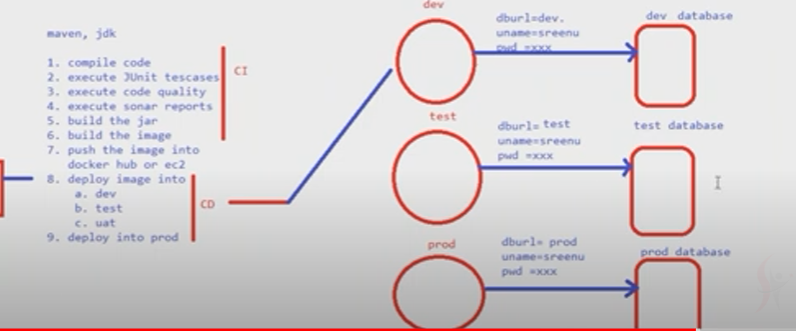 maven, jdk
1. compile code
2. execute JUnit tescases
3. execute code quality
4. execute sonar reports
5. build the jar
6. build the image
7. push the image into
docker hub or ec2
8. deploy image into
a. dev
b. test
c. uat
9. deploy into prod
CI
CD
dev
dburl=dev.
uname=sreenu
pwd =xxx
dev database
test
dburl= test
uname=sreenu
pwd =xxx
test database
prod
dburl= prod
uname=sreenu
pwd =xxx
prod database